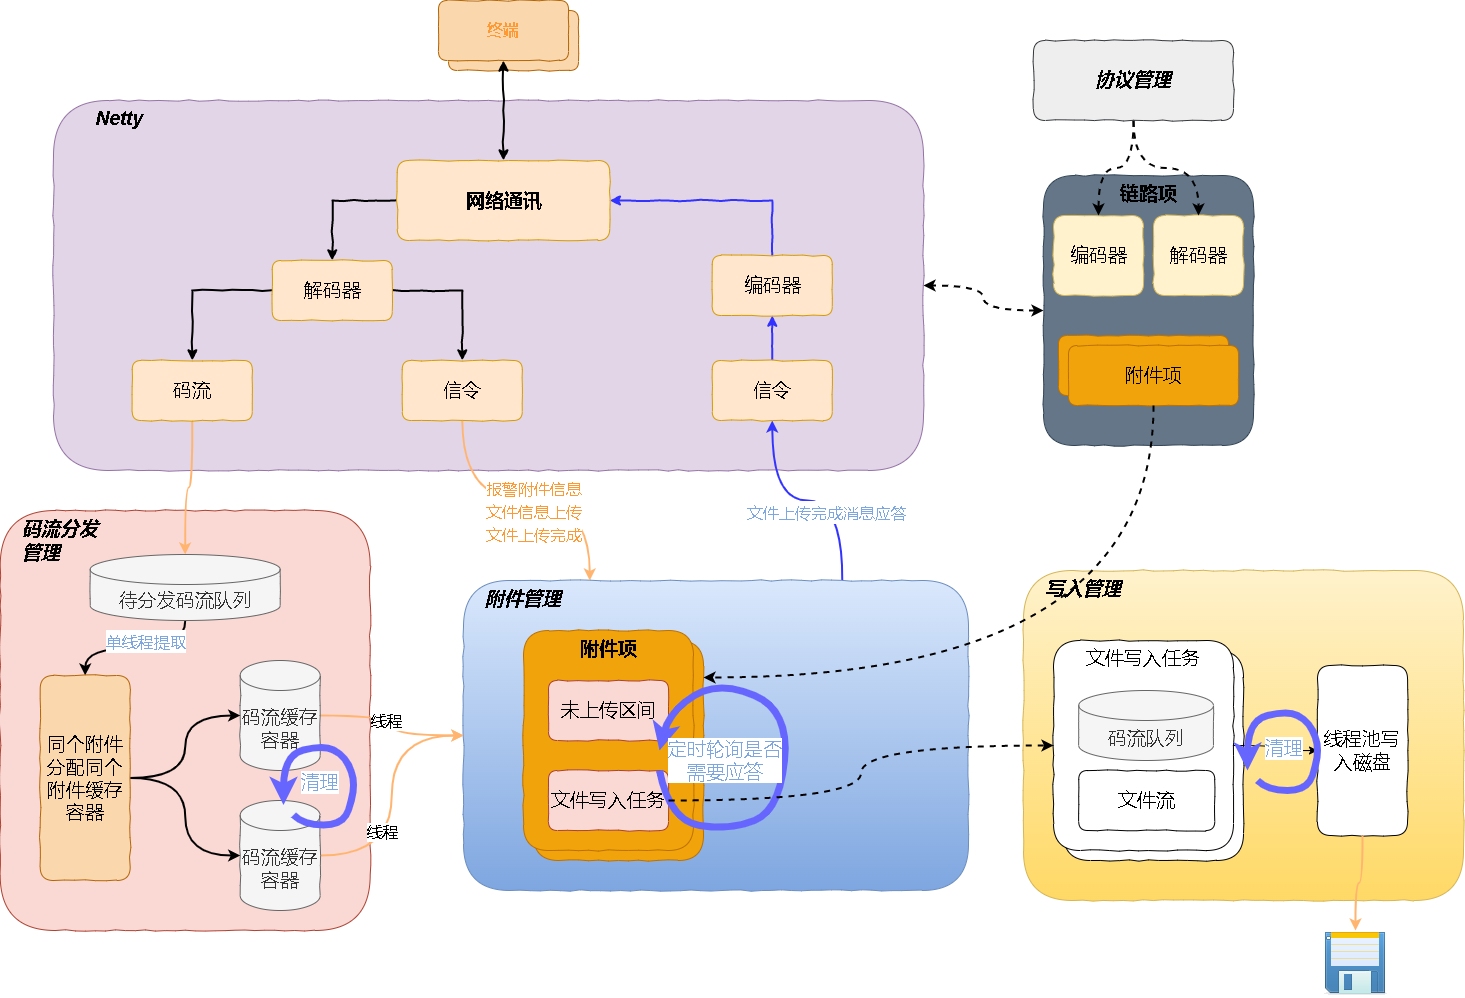 终端
Netty
网络通讯
解码器
编码器
码流
信令
信令
协议管理
链路项
编码器
解码器
附件项
报警附件信息
文件信息上传
文件上传完成
文件上传完成消息应答
码流分发
管理
待分发码流队列
单线程提取
同个附件
分配同个
附件缓存
容器
码流缓存
容器
清理
码流缓存
容器
线程
线程
附件管理
附件项
未上传区间
定时轮询是否
需要应答
文件写入任务
写入管理
文件写入任务
码流队列
文件流
清理
线程池写
入磁盘